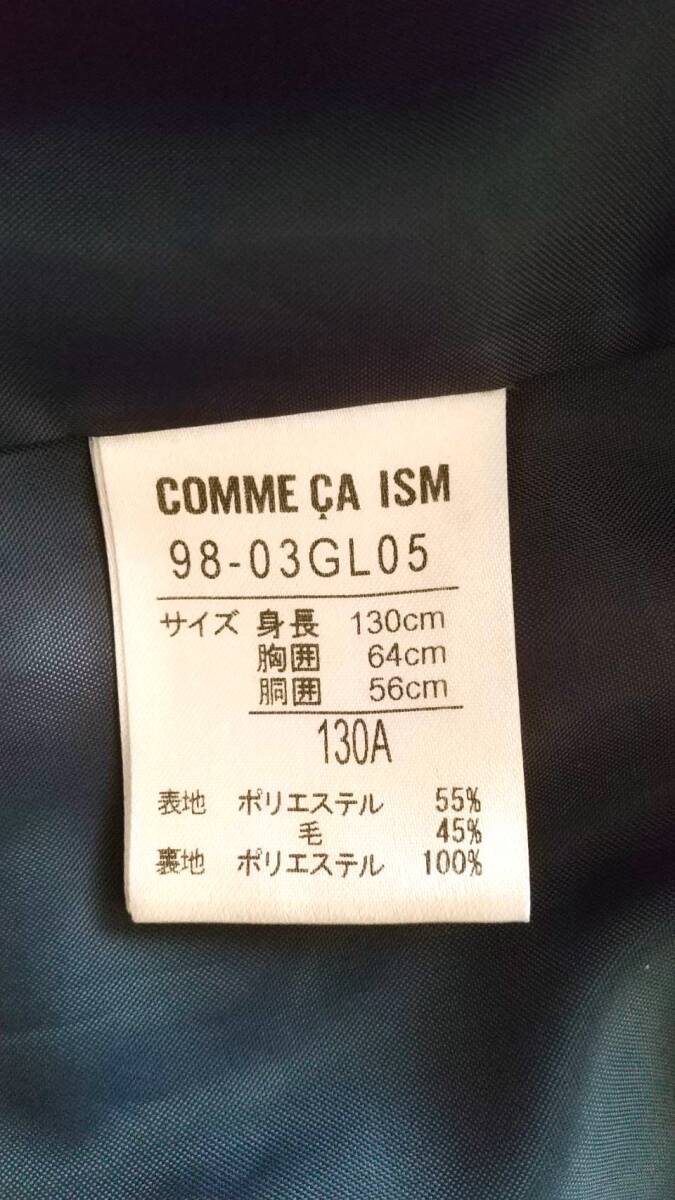 COMME ÇA ISM
98-03GL05
サイズ 身長 130cm
胸囲 64cm
胴囲 56cm
130A
表地 ポリエステル 55%
毛 45%
裏地 ポリエステル 100%